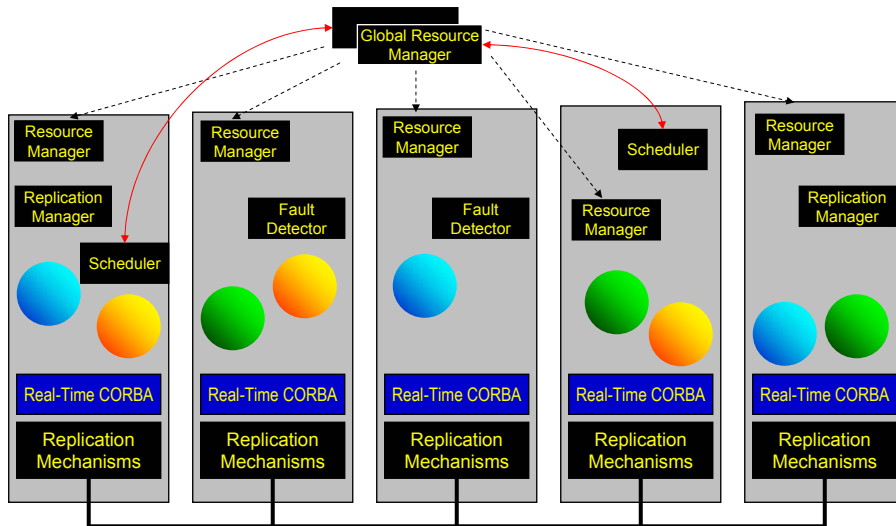 Global Resource
Manager
Resource
Manager
Replication
Manager
Scheduler
Real-Time CORBA
Replication
Mechanisms
Resource
Manager
Fault
Detector
Real-Time CORBA
Replication
Mechanisms
Resource
Manager
Fault
Detector
Real-Time CORBA
Replication
Mechanisms
Scheduler
Resource
Manager
Real-Time CORBA
Replication
Mechanisms
Resource
Manager
Replication
Manager
Real-Time CORBA
Replication
Mechanisms